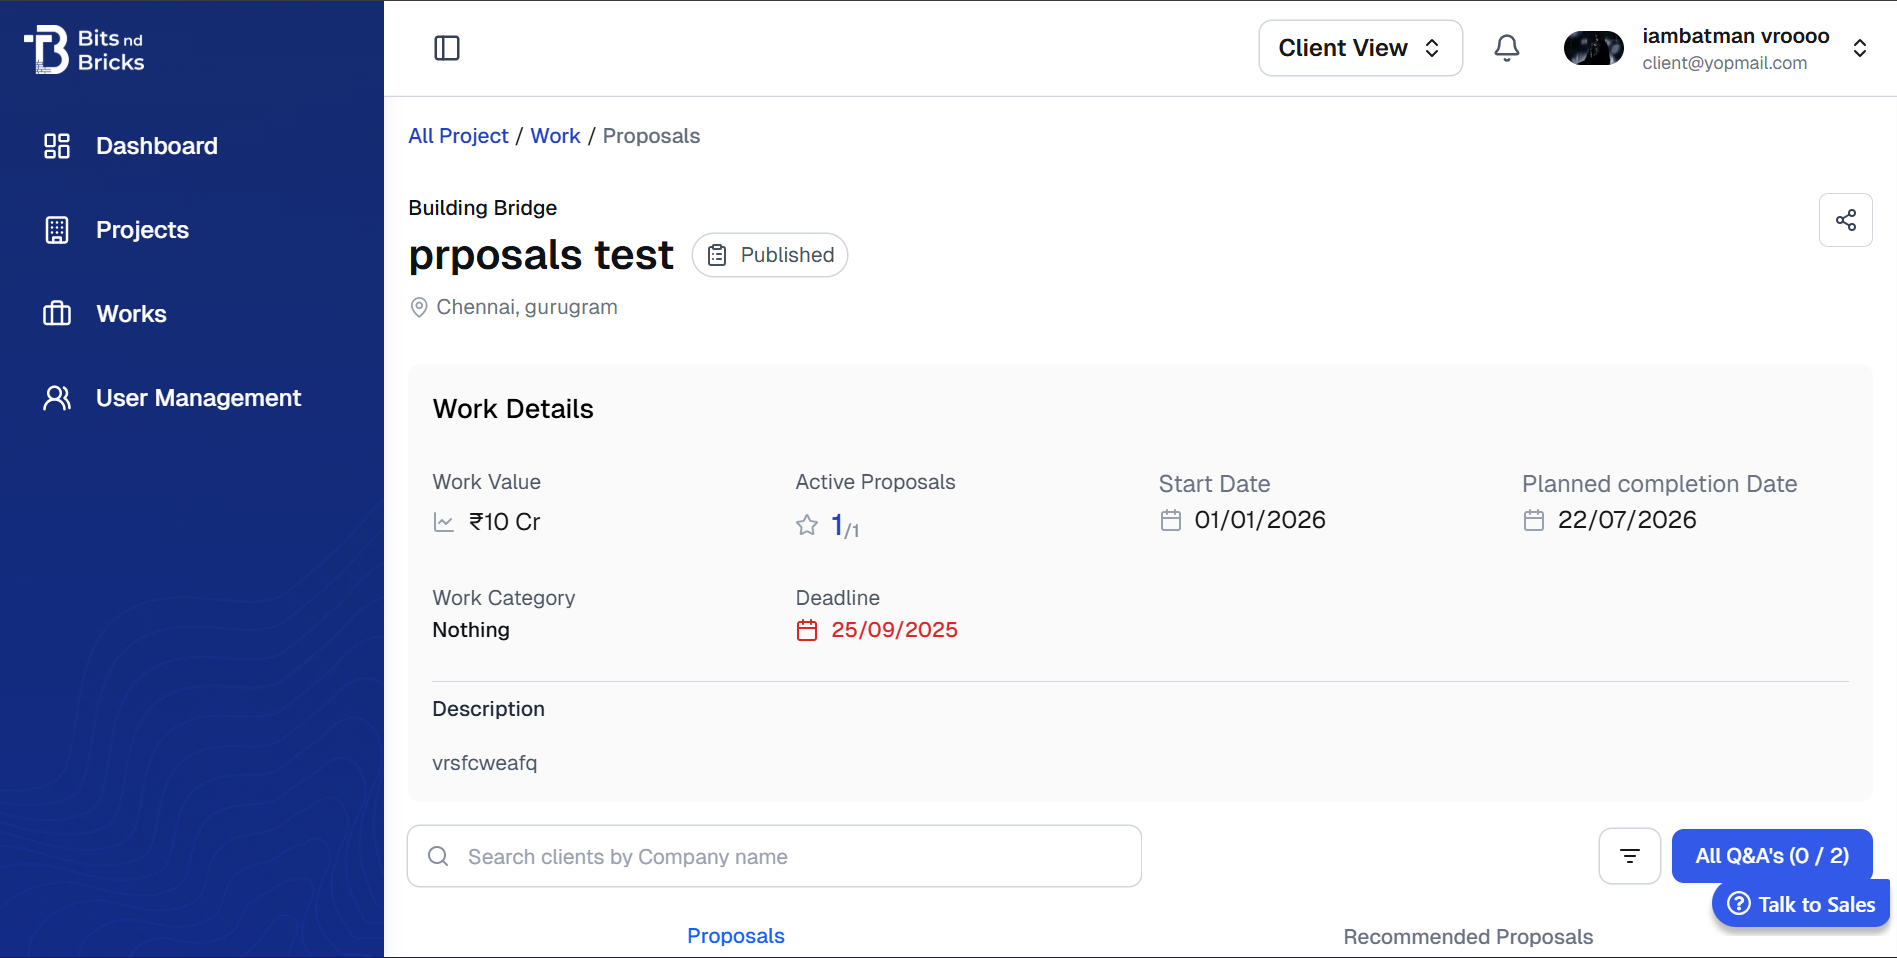 Bits nd
Bricks
Dashboard
Projects
Works
User Management
Client View
iambatman vroooo
client@yopmail.com
All Project / Work / Proposals
Building Bridge
prposals test
Published
Chennai, gurugram
Work Details
Work Value
₹10 Cr
Active Proposals
1/1
Start Date
01/01/2026
Planned completion Date
22/07/2026
Work Category
Nothing
Deadline
25/09/2025
Description
vrsfcweafq
Search clients by Company name
All Q&A's (0 / 2)
Talk to Sales
Proposals
Recommended Proposals